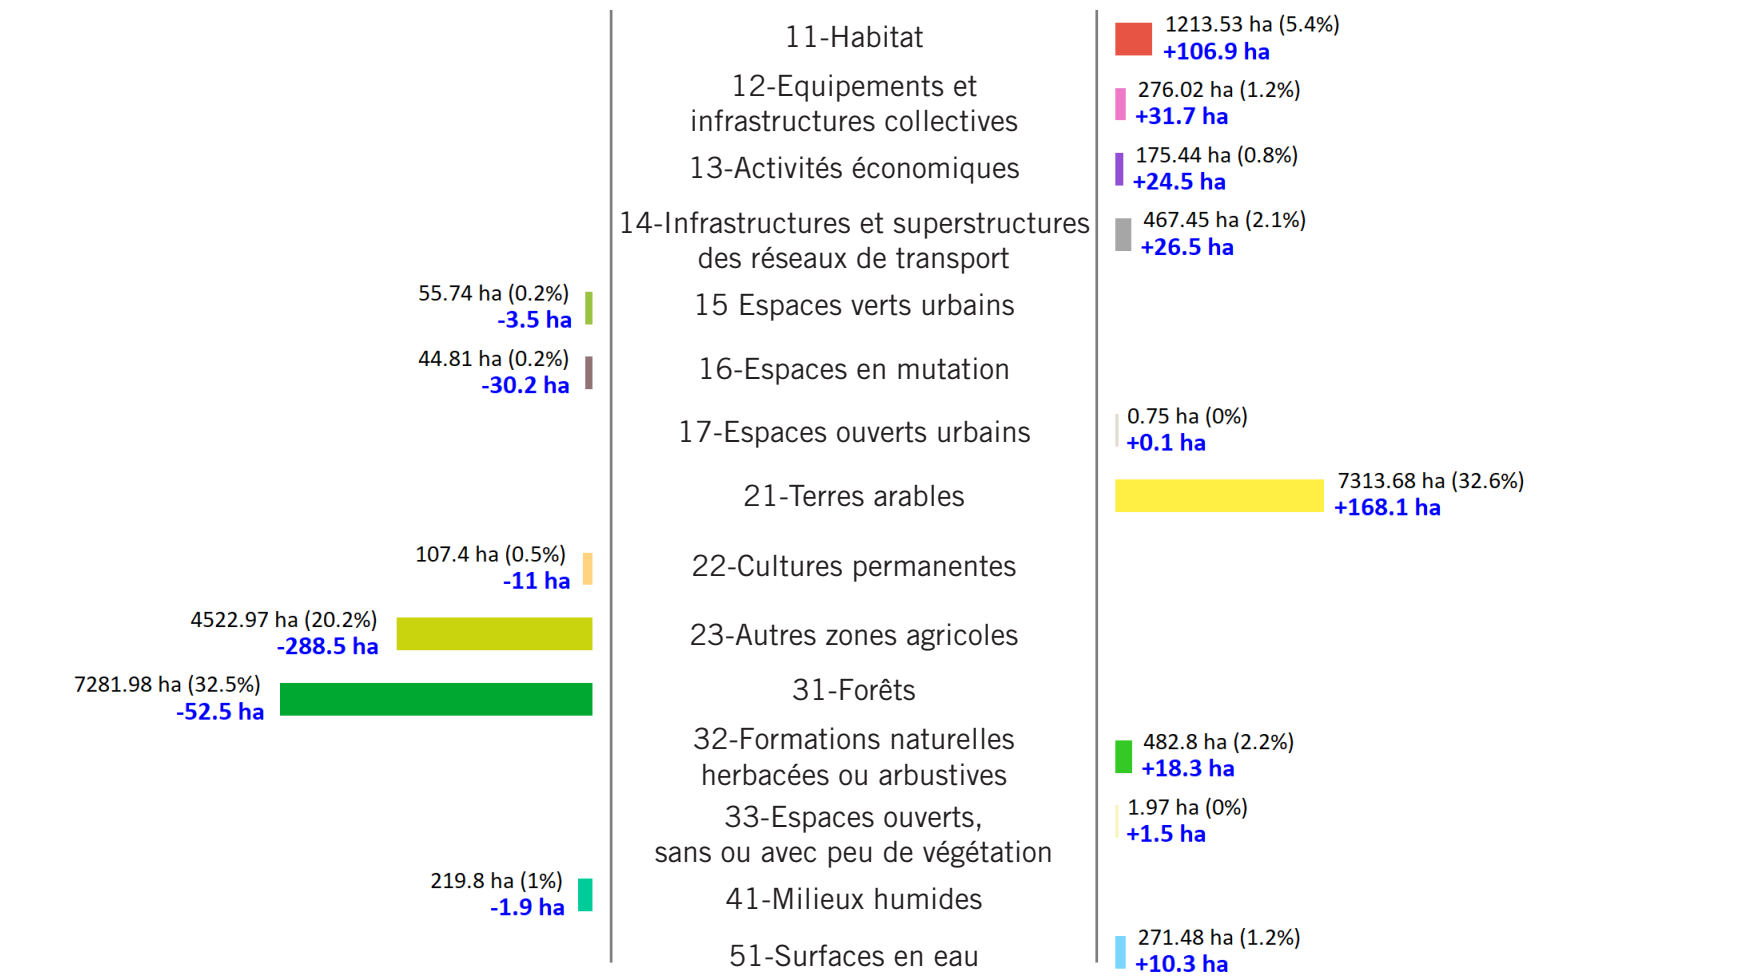 11-Habitat
1213.53 ha (5.4%)
+106.9 ha
12-Equipements et
infrastructures collectives
276.02 ha (1.2%)
+31.7 ha
13-Activités économiques
175.44 ha (0.8%)
+24.5 ha
14-Infrastructures et superstructures
des réseaux de transport
467.45 ha (2.1%)
+26.5 ha
55.74 ha (0.2%)
-3.5 ha
15 Espaces verts urbains
44.81 ha (0.2%)
-30.2 ha
16-Espaces en mutation
17-Espaces ouverts urbains
0.75 ha (0%)
+0.1 ha
21-Terres arables
7313.68 ha (32.6%)
+168.1 ha
107.4 ha (0.5%)
-11 ha
22-Cultures permanentes
4522.97 ha (20.2%)
-288.5 ha
23-Autres zones agricoles
7281.98 ha (32.5%)
-52.5 ha
31-Forêts
32-Formations naturelles
herbacées ou arbustives
482.8 ha (2.2%)
+18.3 ha
33-Espaces ouverts,
sans ou avec peu de végétation
1.97 ha (0%)
+1.5 ha
219.8 ha (1%)
-1.9 ha
41-Milieux humides
51-Surfaces en eau
271.48 ha (1.2%)
+10.3 ha